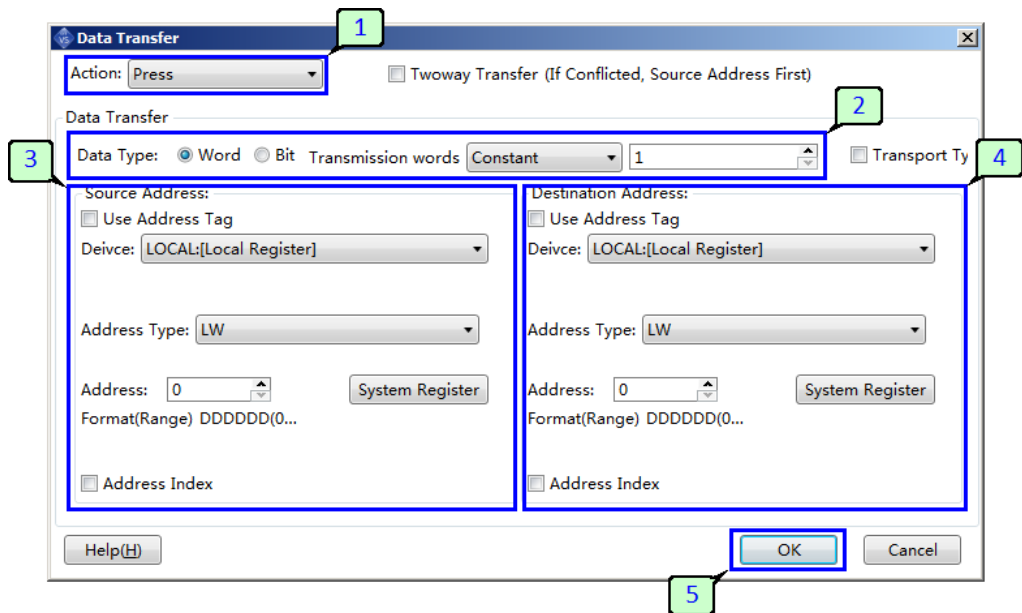 1
VS Data Transfer
Action: Press Twoway Transfer (If Conflicted, Source Address First)
2
Data Transfer
3
Data Type: Word Bit Transmission words Constant 1 Transport Ty
4
Source Address: Destination Address:
Use Address Tag Use Address Tag
Deivce: LOCAL:[Local Register] Deivce: LOCAL:[Local Register]
Address Type: LW Address Type: LW
Address: 0 System Register Address: 0 System Register
Format(Range) DDDDDD(0... Format(Range) DDDDDD(0...
Address Index Address Index
Help(H) OK Cancel
5